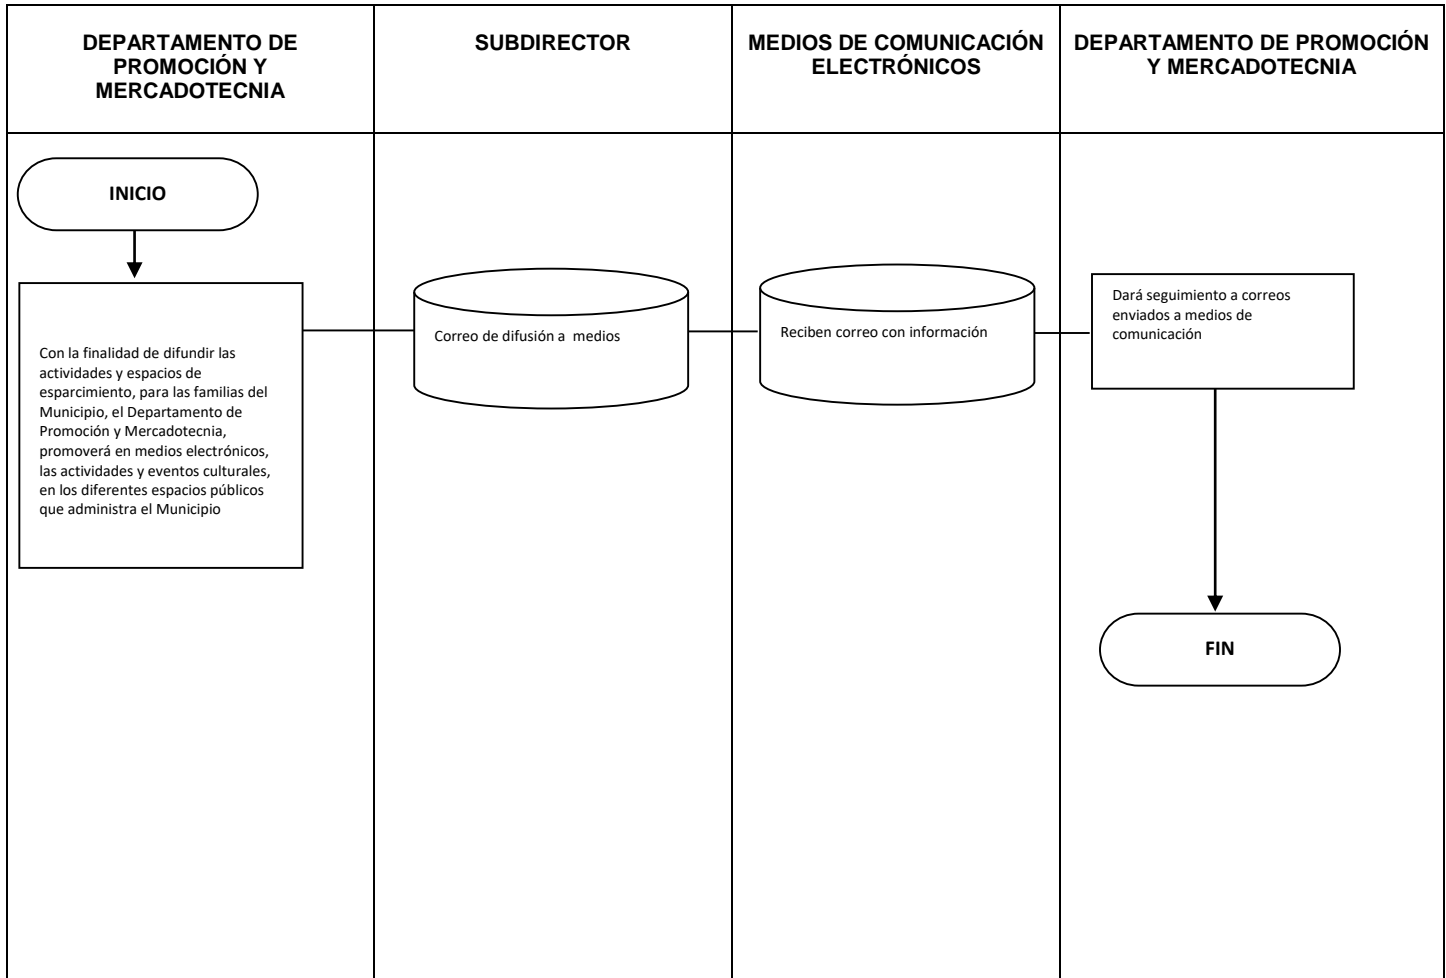 DEPARTAMENTO DE
PROMOCIÓN Y
MERCADOTECNIA
SUBDIRECTOR
MEDIOS DE COMUNICACIÓN
ELECTRÓNICOS
DEPARTAMENTO DE PROMOCIÓN
Y MERCADOTECNIA
INICIO
Con la finalidad de difundir las
actividades y espacios de
esparcimiento, para las familias del
Municipio, el Departamento de
Promoción y Mercadotecnia,
promoverá en medios electrónicos,
las actividades y eventos culturales,
en los diferentes espacios públicos
que administra el Municipio
Correo de difusión a  medios
Reciben correo con información
Dará seguimiento a correos
enviados a medios de
comunicación
FIN